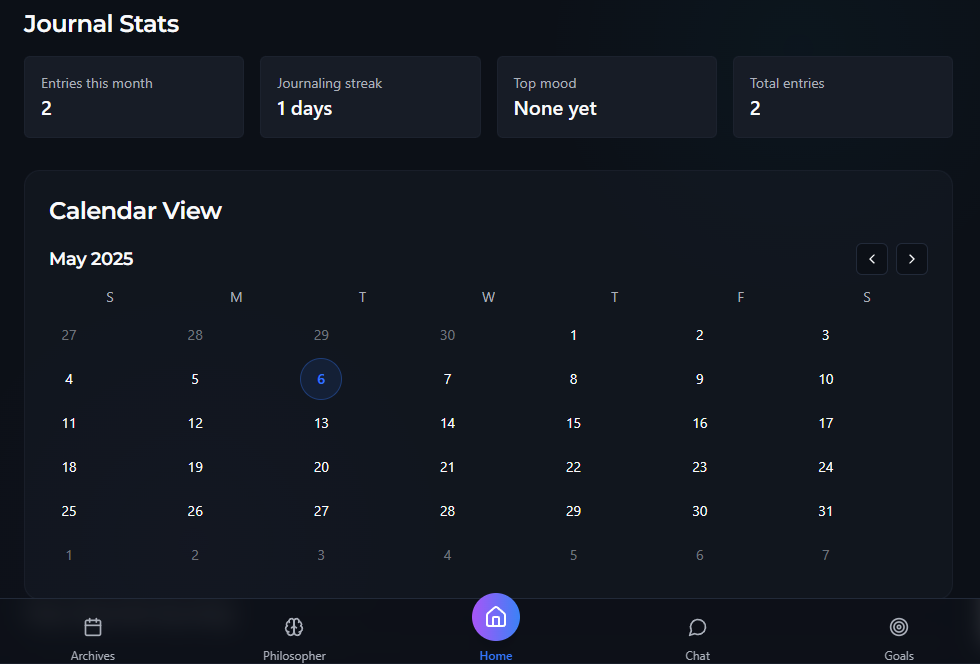 Journal Stats
Entries this month
2
Journaling streak
1 days
Top mood
None yet
Total entries
2
Calendar View
May 2025
S M T W T F S
27 28 29 30 1 2 3
4 5 6 7 8 9 10
11 12 13 14 15 16 17
18 19 20 21 22 23 24
25 26 27 28 29 30 31
1 2 3 4 5 6 7
Archives Philosopher Home Chat Goals